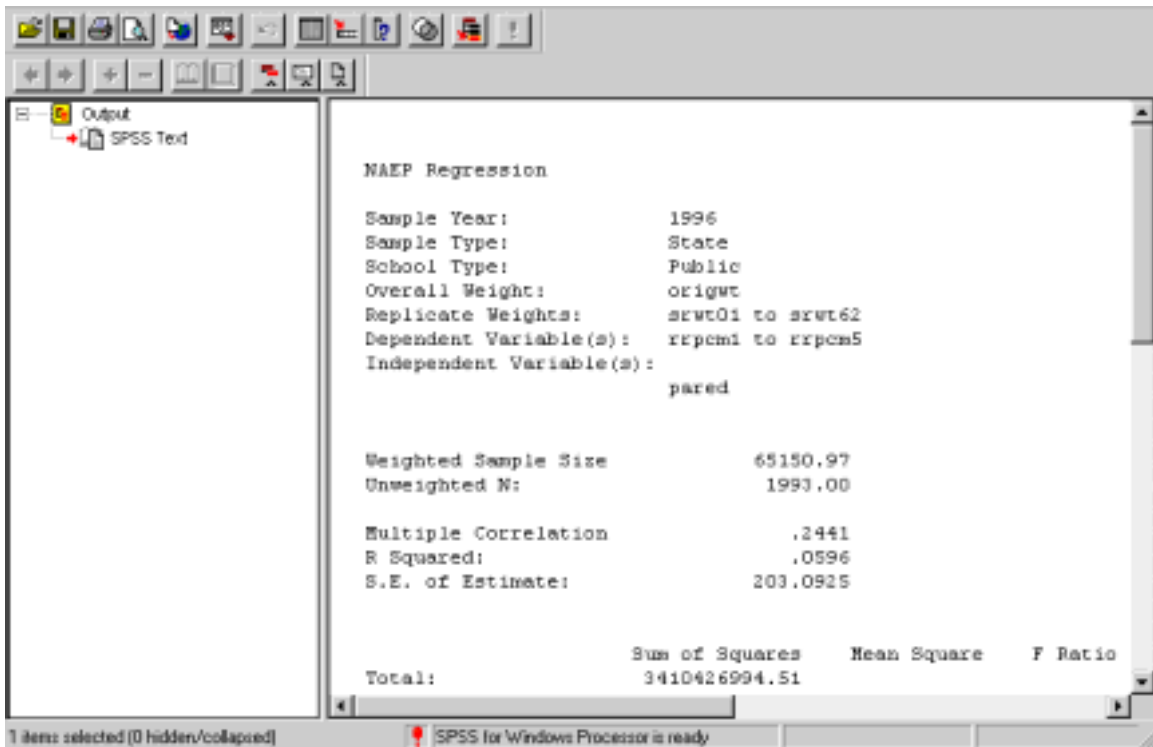 Output
SPSS Text
NAEP Regression
Sample Year: 1996
Sample Type: State
School Type: Public
Overall Weight: origwt
Replicate Weights: srwt01 to srwt62
Dependent Variable(s): rrpcm1 to rrpcm5
Independent Variable(s):
pared
Weighted Sample Size 65150.97
Unweighted N: 1993.00
Multiple Correlation .2441
R Squared: .0596
S.E. of Estimate: 203.0925
Sum of Squares Mean Square F Ratio
Total: 3410426994.51
1 items selected (0 hidden/collapsed)
SPSS for Windows Processor is ready